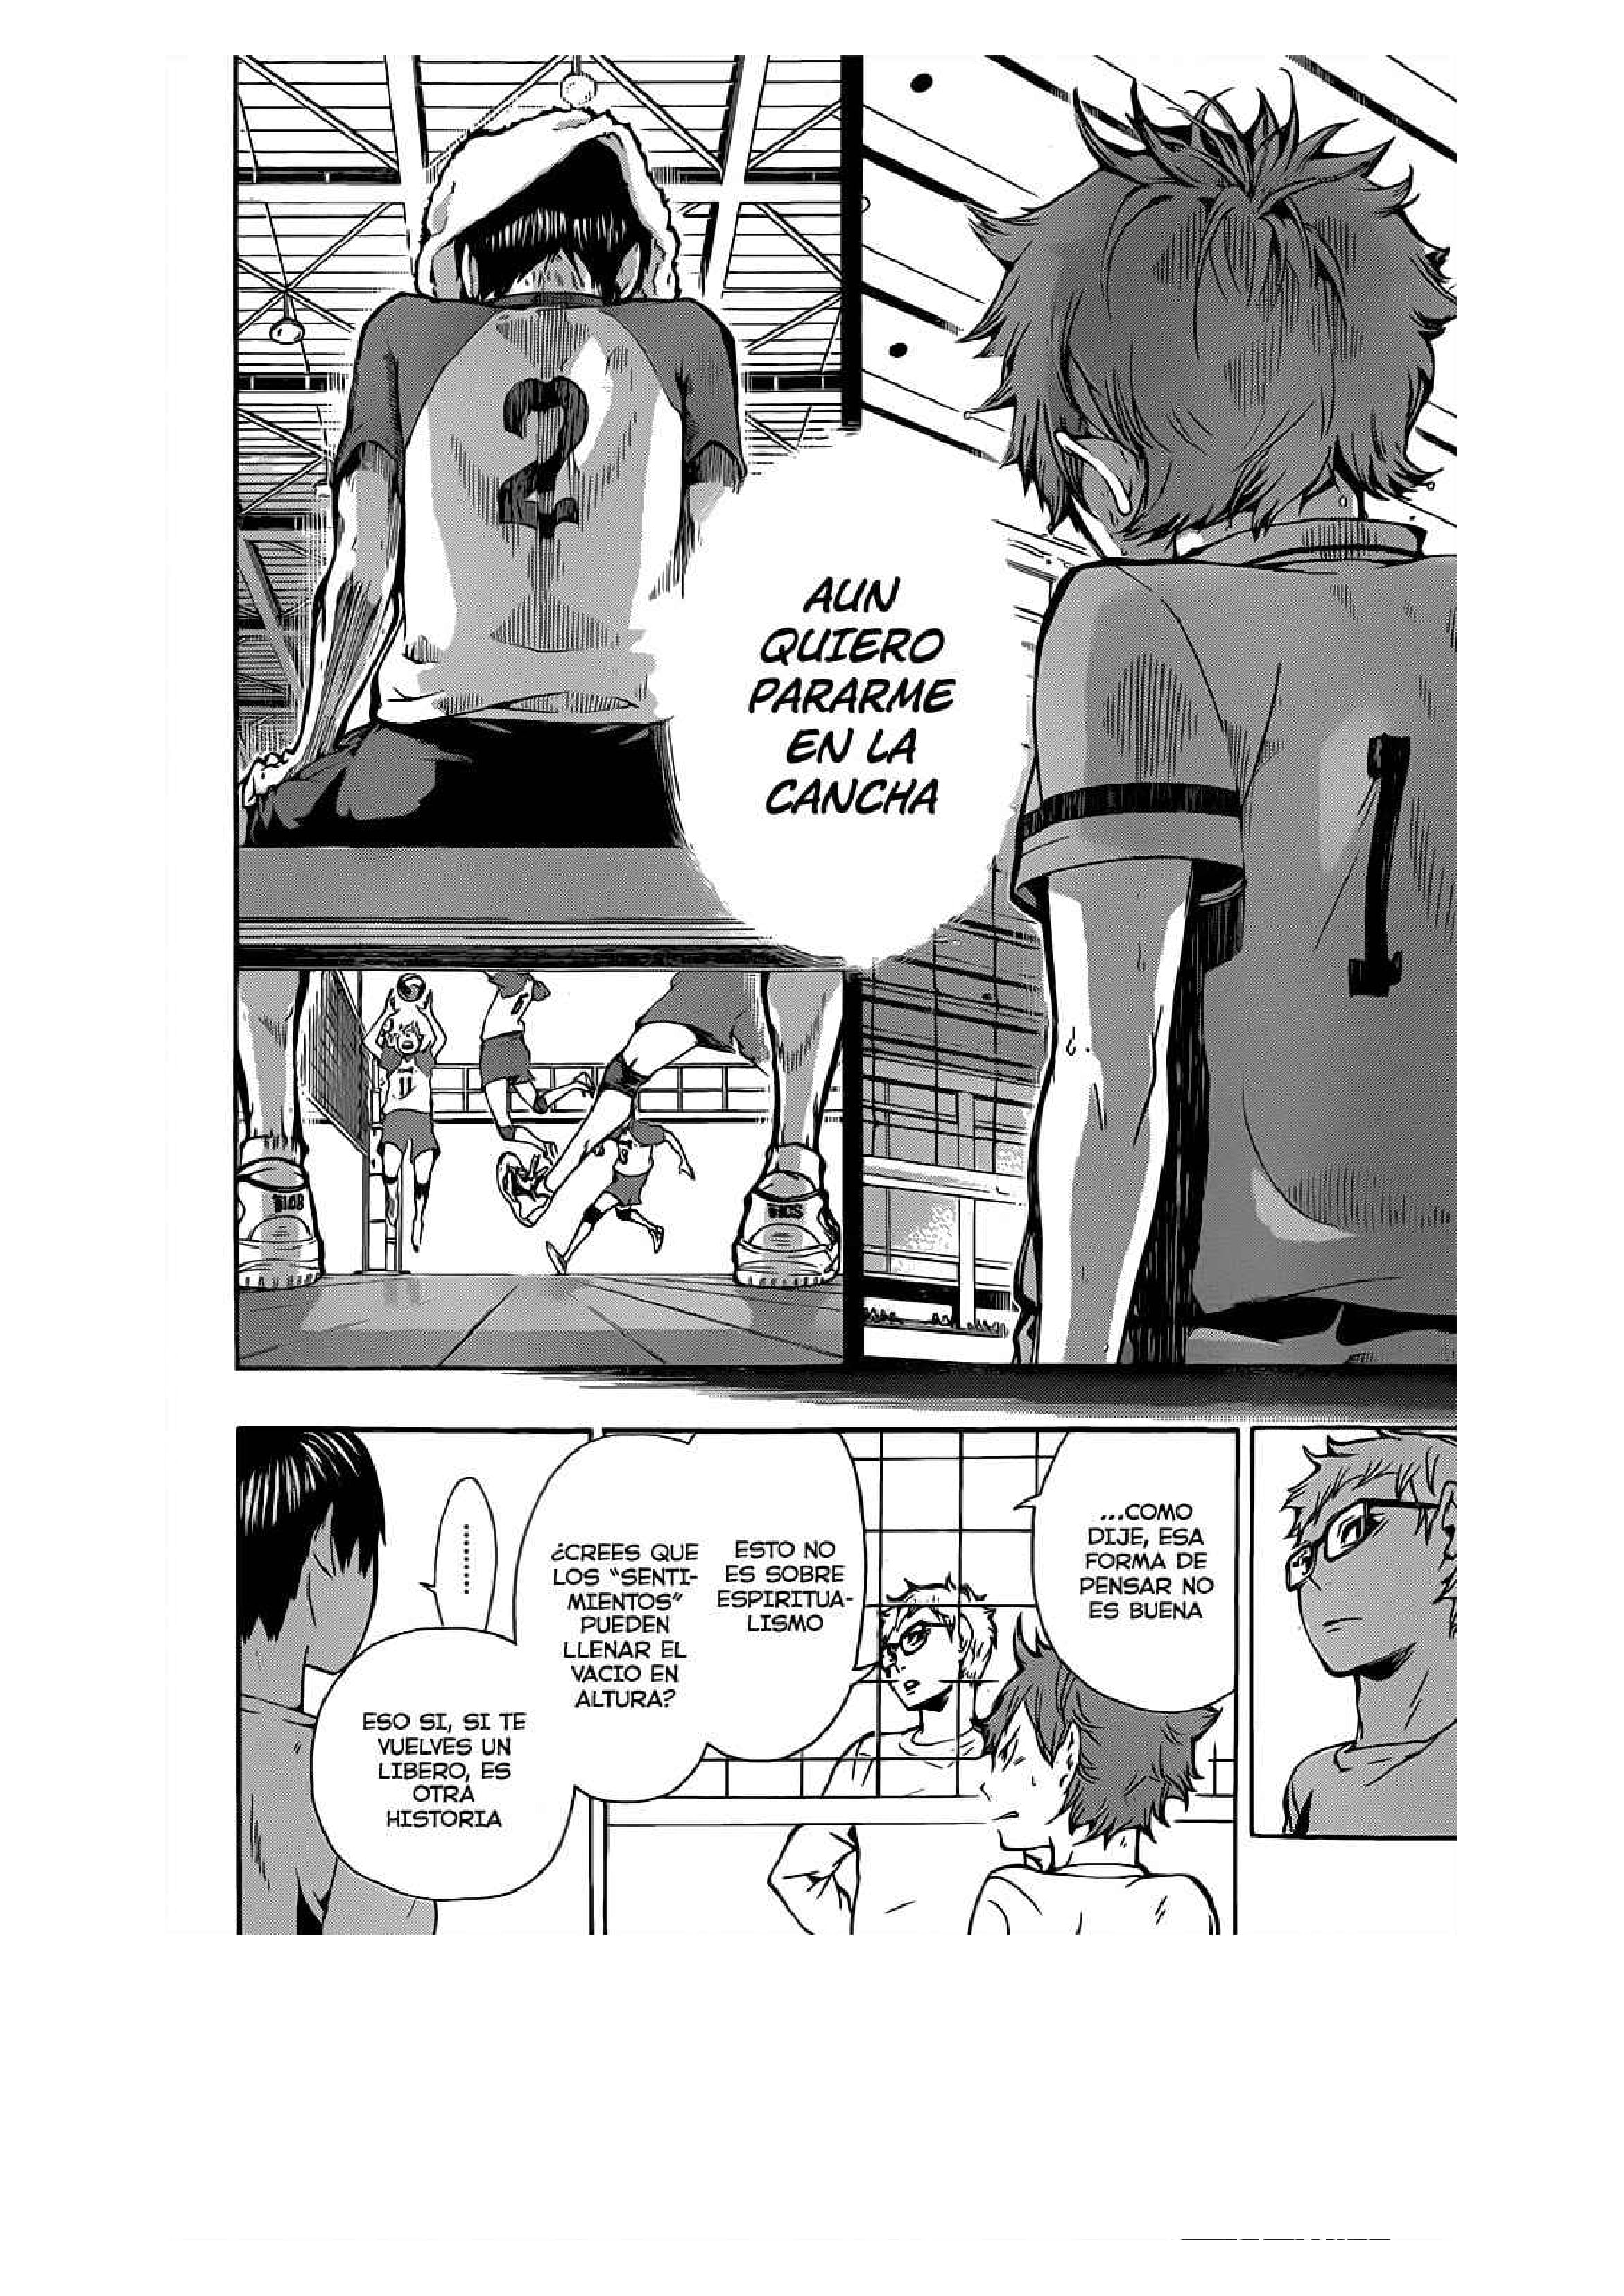 AUN
QUIERO
PARARME
EN LA
CANCHA
2
1
11
...COMO
DIJE, ESA
FORMA DE
PENSAR NO
ES BUENA
ESTO NO
ES SOBRE
ESPIRITUA-
LISMO
¿CREES QUE
LOS "SENTI-
MIENTOS"
PUEDEN
LLENAR EL
VACIO EN
ALTURA?
ESO SI, SI TE
VUELVES UN
LIBERO, ES
OTRA
HISTORIA
.........